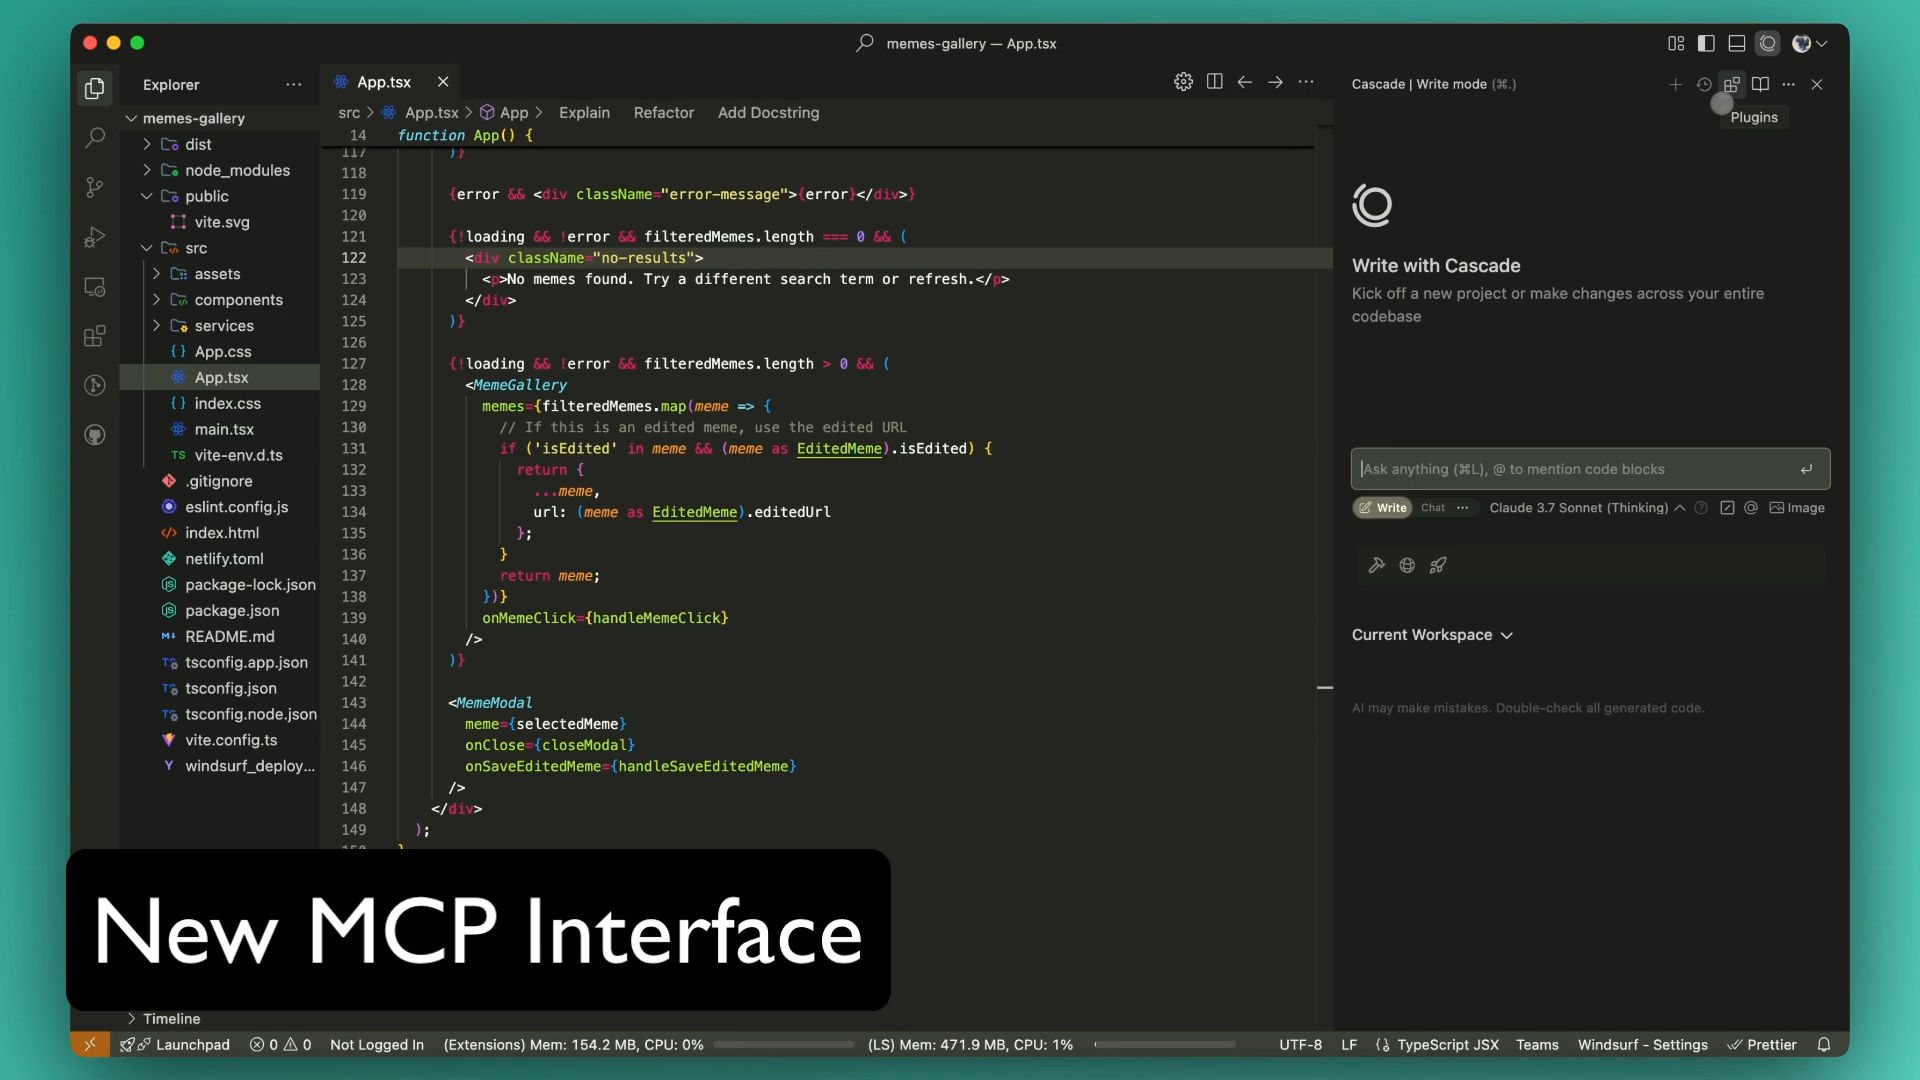 memes-gallery — App.tsx
Explorer
App.tsx
Cascade | Write mode (⌘.)
Plugins
src > App.tsx > App > Explain Refactor Add Docstring
memes-gallery
dist
node_modules
public
vite.svg
src
assets
components
services
App.css
App.tsx
index.css
main.tsx
TS vite-env.d.ts
.gitignore
eslint.config.js
index.html
netlify.toml
package-lock.json
package.json
README.md
tsconfig.app.json
tsconfig.json
tsconfig.node.json
vite.config.ts
windsurf_deploy...
Timeline
14 function App() {
117 )}
118
119 {error && <div className="error-message">{error}</div>}
120
121 {!loading && !error && filteredMemes.length === 0 && (
122 <div className="no-results">
123 <p>No memes found. Try a different search term or refresh.</p>
124 </div>
125 )}
126
127 {!loading && !error && filteredMemes.length > 0 && (
128 <MemeGallery
129 memes={filteredMemes.map(meme => {
130 // If this is an edited meme, use the edited URL
131 if ('isEdited' in meme && (meme as EditedMeme).isEdited) {
132 return {
133 ...meme,
134 url: (meme as EditedMeme).editedUrl
135 };
136 }
137 return meme;
138 })}
139 onMemeClick={handleMemeClick}
140 />
141 )}
142
143 <MemeModal
144 meme={selectedMeme}
145 onClose={closeModal}
146 onSaveEditedMeme={handleSaveEditedMeme}
147 />
148 </div>
149 );
Write with Cascade
Kick off a new project or make changes across your entire
codebase
Ask anything (⌘L), @ to mention code blocks
Write Chat ... Claude 3.7 Sonnet (Thinking) Image
Current Workspace
AI may make mistakes. Double-check all generated code.
New MCP Interface
Launchpad 0 0 Not Logged In (Extensions) Mem: 154.2 MB, CPU: 0% (LS) Mem: 471.9 MB, CPU: 1% UTF-8 LF TypeScript JSX Teams Windsurf - Settings Prettier